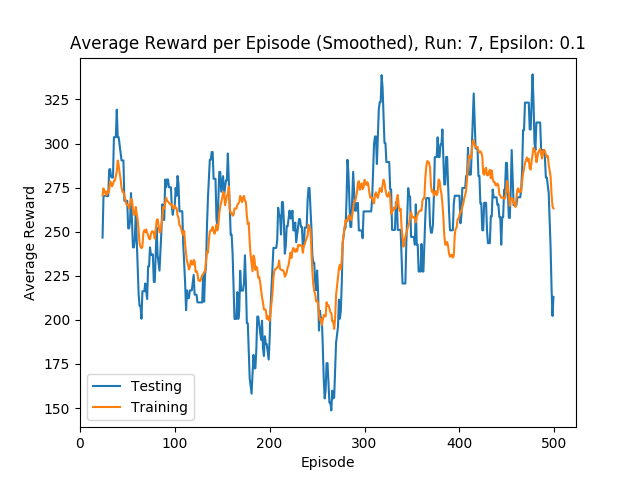 Average Reward per Episode (Smoothed), Run: 7, Epsilon: 0.1
Average Reward
325
300
275
250
225
200
175
150
Testing
Training
0 100 200 300 400 500
Episode